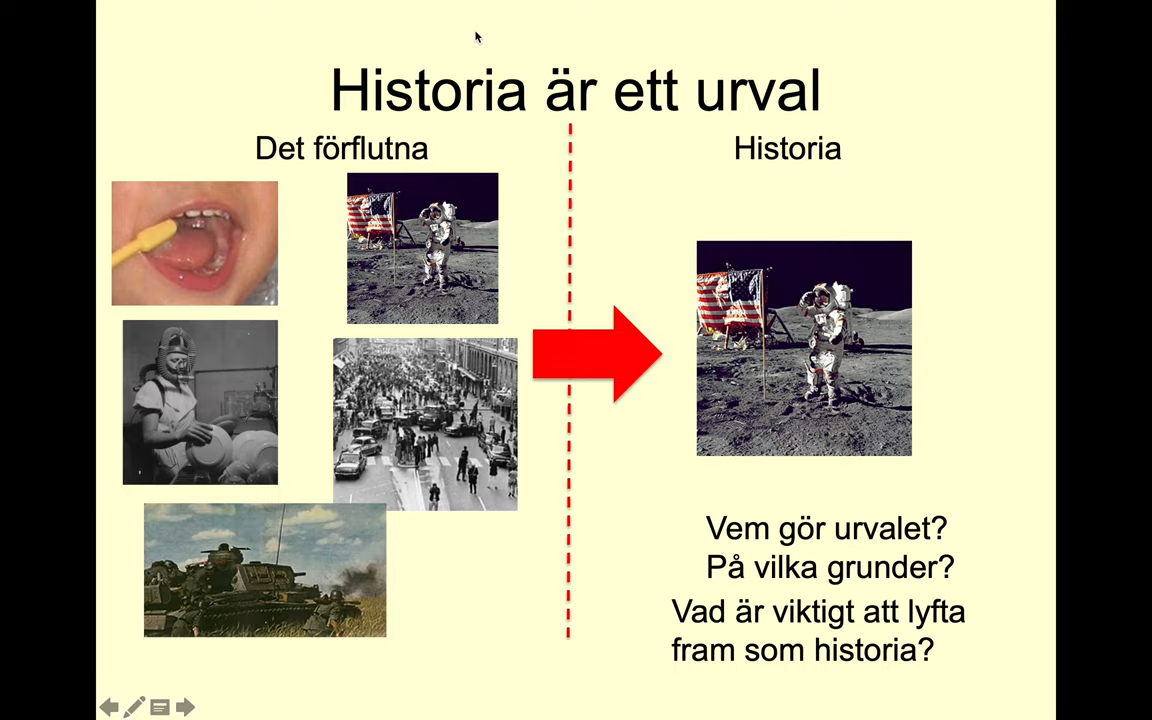 Historia är ett urval
Det förflutna
Historia
Vem gör urvalet?
På vilka grunder?
Vad är viktigt att lyfta
fram som historia?